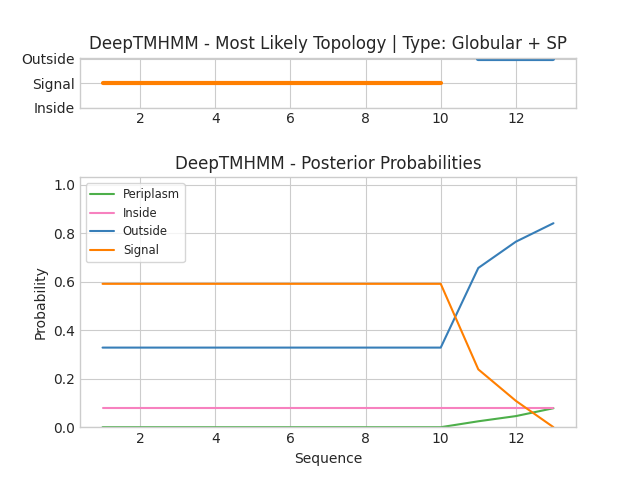 DeepTMHMM - Most Likely Topology | Type: Globular + SP
Outside
Signal
Inside
2 4 6 8 10 12
DeepTMHMM - Posterior Probabilities
1.0
0.8
0.6
0.4
0.2
0.0
Probability
Periplasm
Inside
Outside
Signal
2 4 6 8 10 12
Sequence